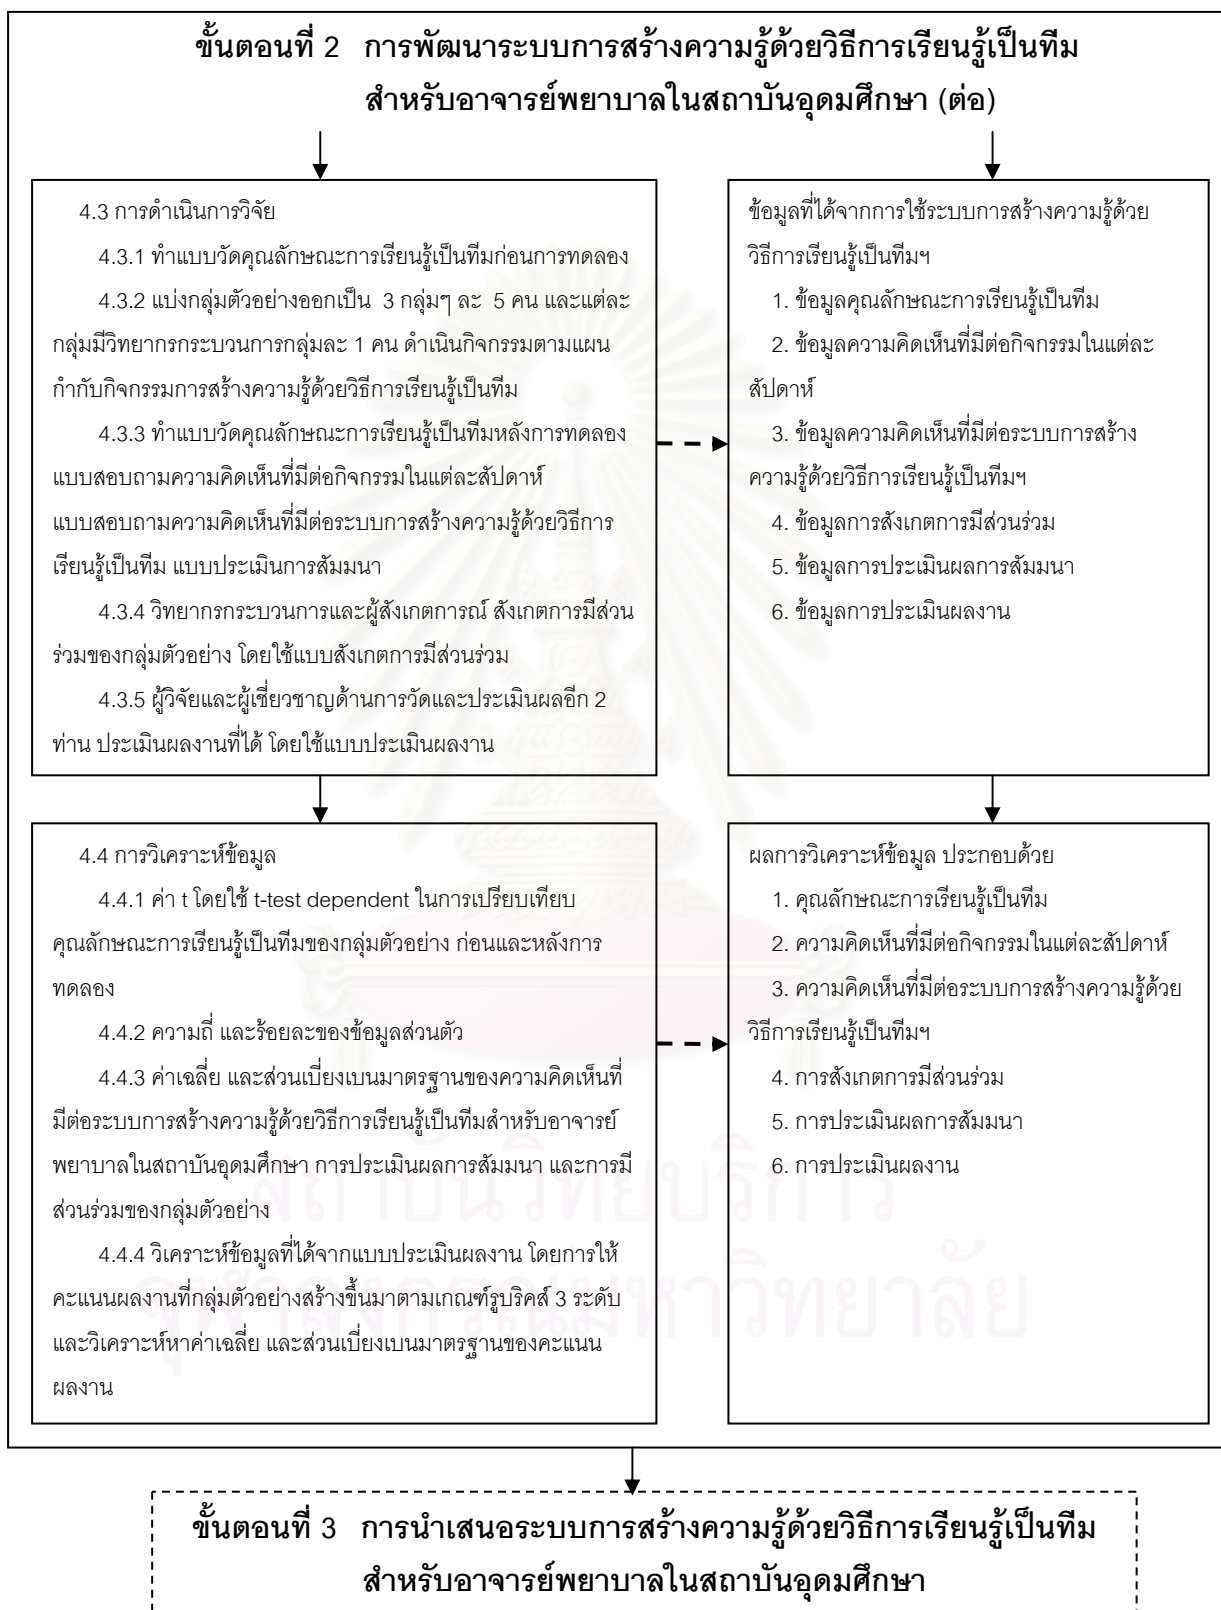 ขั้นตอนที่ 2 การพัฒนาระบบการสร้างความรู้ด้วยวิธีการเรียนรู้เป็นทีม
สำหรับอาจารย์พยาบาลในสถาบันอุดมศึกษา (ต่อ)
4.3 การดำเนินการวิจัย
4.3.1 ทำแบบวัดคุณลักษณะการเรียนรู้เป็นทีมก่อนการทดลอง
4.3.2 แบ่งกลุ่มตัวอย่างออกเป็น 3 กลุ่มๆ ละ 5 คน และแต่ละ
กลุ่มมีวิทยากรกระบวนการกลุ่มละ 1 คน ดำเนินกิจกรรมตามแผน
กำกับกิจกรรมการสร้างความรู้ด้วยวิธีการเรียนรู้เป็นทีม
4.3.3 ทำแบบวัดคุณลักษณะการเรียนรู้เป็นทีมหลังการทดลอง
แบบสอบถามความคิดเห็นที่มีต่อกิจกรรมในแต่ละสัปดาห์
แบบสอบถามความคิดเห็นที่มีต่อระบบการสร้างความรู้ด้วยวิธีการ
เรียนรู้เป็นทีม แบบประเมินการสัมมนา
4.3.4 วิทยากรกระบวนการและผู้สังเกตการณ์ สังเกตการมีส่วน
ร่วมของกลุ่มตัวอย่าง โดยใช้แบบสังเกตการมีส่วนร่วม
4.3.5 ผู้วิจัยและผู้เชี่ยวชาญด้านการวัดและประเมินผลอีก 2
ท่าน ประเมินผลงานที่ได้ โดยใช้แบบประเมินผลงาน
ข้อมูลที่ได้จากการใช้ระบบการสร้างความรู้ด้วย
วิธีการเรียนรู้เป็นทีมฯ
1. ข้อมูลคุณลักษณะการเรียนรู้เป็นทีม
2. ข้อมูลความคิดเห็นที่มีต่อกิจกรรมในแต่ละ
สัปดาห์
3. ข้อมูลความคิดเห็นที่มีต่อระบบการสร้าง
ความรู้ด้วยวิธีการเรียนรู้เป็นทีมฯ
4. ข้อมูลการสังเกตการมีส่วนร่วม
5. ข้อมูลการประเมินผลการสัมมนา
6. ข้อมูลการประเมินผลงาน
4.4 การวิเคราะห์ข้อมูล
4.4.1 ค่า t โดยใช้ t-test dependent ในการเปรียบเทียบ
คุณลักษณะการเรียนรู้เป็นทีมของกลุ่มตัวอย่าง ก่อนและหลังการ
ทดลอง
4.4.2 ความถี่ และร้อยละของข้อมูลส่วนตัว
4.4.3 ค่าเฉลี่ย และส่วนเบี่ยงเบนมาตรฐานของความคิดเห็นที่
มีต่อระบบการสร้างความรู้ด้วยวิธีการเรียนรู้เป็นทีมสำหรับอาจารย์
พยาบาลในสถาบันอุดมศึกษา การประเมินผลการสัมมนา และการมี
ส่วนร่วมของกลุ่มตัวอย่าง
4.4.4 วิเคราะห์ข้อมูลที่ได้จากแบบประเมินผลงาน โดยการให้
คะแนนผลงานที่กลุ่มตัวอย่างสร้างขึ้นมาตามเกณฑ์รูบริคส์ 3 ระดับ
และวิเคราะห์หาค่าเฉลี่ย และส่วนเบี่ยงเบนมาตรฐานของคะแนน
ผลงาน
ผลการวิเคราะห์ข้อมูล ประกอบด้วย
1. คุณลักษณะการเรียนรู้เป็นทีม
2. ความคิดเห็นที่มีต่อกิจกรรมในแต่ละสัปดาห์
3. ความคิดเห็นที่มีต่อระบบการสร้างความรู้ด้วย
วิธีการเรียนรู้เป็นทีมฯ
4. การสังเกตการมีส่วนร่วม
5. การประเมินผลการสัมมนา
6. การประเมินผลงาน
สถาบันวิทยบริการ
จุฬาลงกรณ์มหาวิทยาลัย
ขั้นตอนที่ 3 การนำเสนอระบบการสร้างความรู้ด้วยวิธีการเรียนรู้เป็นทีม
สำหรับอาจารย์พยาบาลในสถาบันอุดมศึกษา